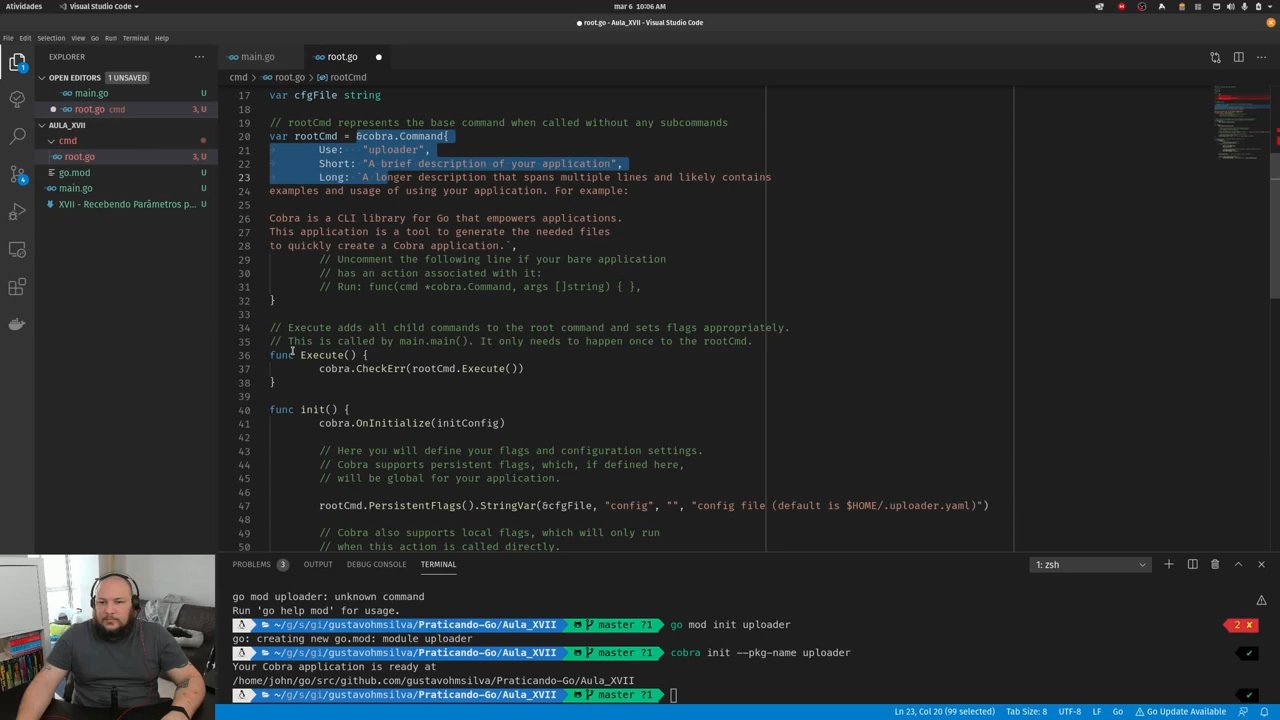 Atividades
Visual Studio Code
mar 6 10:06 AM
● root.go - Aula_XVII - Visual Studio Code
File Edit Selection View Go Run Terminal Help
EXPLORER
OPEN EDITORS 1 UNSAVED
main.go U
root.go cmd 3, U
AULA_XVII
cmd
root.go 3, U
go.mod U
main.go U
XVII - Recebendo Parâmetros p... U
1
4
main.go
root.go
cmd > root.go > rootCmd
17 var cfgFile string
18
19 // rootCmd represents the base command when called without any subcommands
20 var rootCmd = &cobra.Command{
21 Use: "uploader",
22 Short: "A brief description of your application",
23 Long: `A longer description that spans multiple lines and likely contains
24 examples and usage of using your application. For example:
25
26 Cobra is a CLI library for Go that empowers applications.
27 This application is a tool to generate the needed files
28 to quickly create a Cobra application.`,
29 // Uncomment the following line if your bare application
30 // has an action associated with it:
31 // Run: func(cmd *cobra.Command, args []string) { },
32 }
33
34 // Execute adds all child commands to the root command and sets flags appropriately.
35 // This is called by main.main(). It only needs to happen once to the rootCmd.
36 func Execute() {
37 cobra.CheckErr(rootCmd.Execute())
38 }
39
40 func init() {
41 cobra.OnInitialize(initConfig)
42
43 // Here you will define your flags and configuration settings.
44 // Cobra supports persistent flags, which, if defined here,
45 // will be global for your application.
46
47 rootCmd.PersistentFlags().StringVar(&cfgFile, "config", "", "config file (default is $HOME/.uploader.yaml)")
48
49 // Cobra also supports local flags, which will only run
50 // when this action is called directly.
PROBLEMS 3 OUTPUT DEBUG CONSOLE TERMINAL
1: zsh
go mod uploader: unknown command
Run 'go help mod' for usage.
~/g/s/gi/gustavohmsilva/Praticando-Go/Aula_XVII master ?1 go mod init uploader 2 ✘
go: creating new go.mod: module uploader
~/g/s/gi/gustavohmsilva/Praticando-Go/Aula_XVII master ?1 cobra init --pkg-name uploader ✔
Your Cobra application is ready at
/home/john/go/src/github.com/gustavohmsilva/Praticando-Go/Aula_XVII
~/g/s/gi/gustavohmsilva/Praticando-Go/Aula_XVII master ?1 ✔
Ln 23, Col 20 (99 selected) Tab Size: 8 UTF-8 LF Go Go Update Available